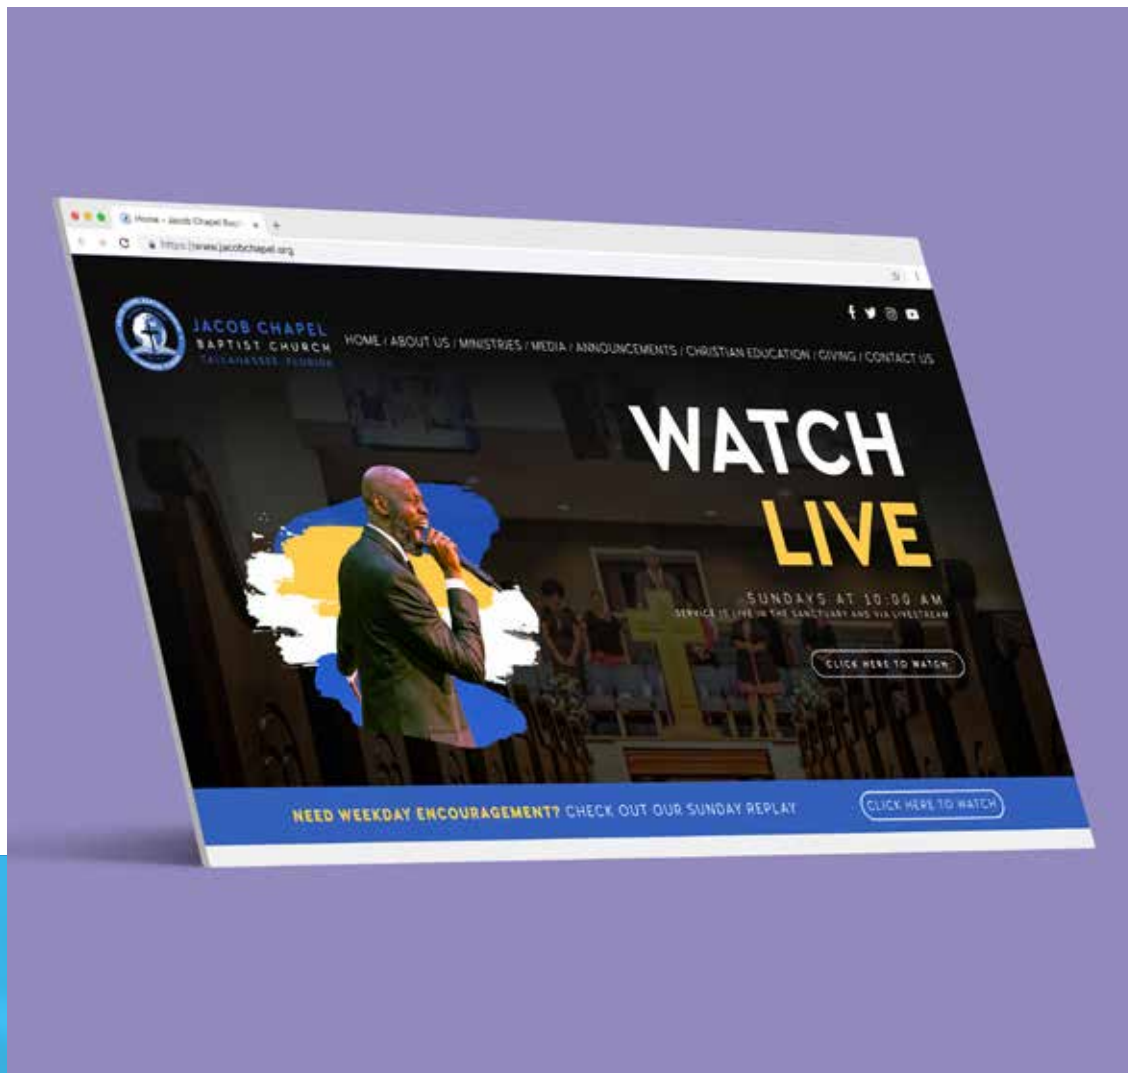 Home - Jacob Chapel Bapt
https://www.jacobchapel.org
JACOB CHAPEL
BAPTIST CHURCH
TALLAHASSEE, FLORIDA
HOME / ABOUT US / MINISTRIES / MEDIA / ANNOUNCEMENTS / CHRISTIAN EDUCATION / GIVING / CONTACT US
WATCH
LIVE
SUNDAYS AT 10:00 AM
SERVICE IS LIVE IN THE SANCTUARY AND VIA LIVESTREAM
CLICK HERE TO WATCH
NEED WEEKDAY ENCOURAGEMENT? CHECK OUT OUR SUNDAY REPLAY
CLICK HERE TO WATCH